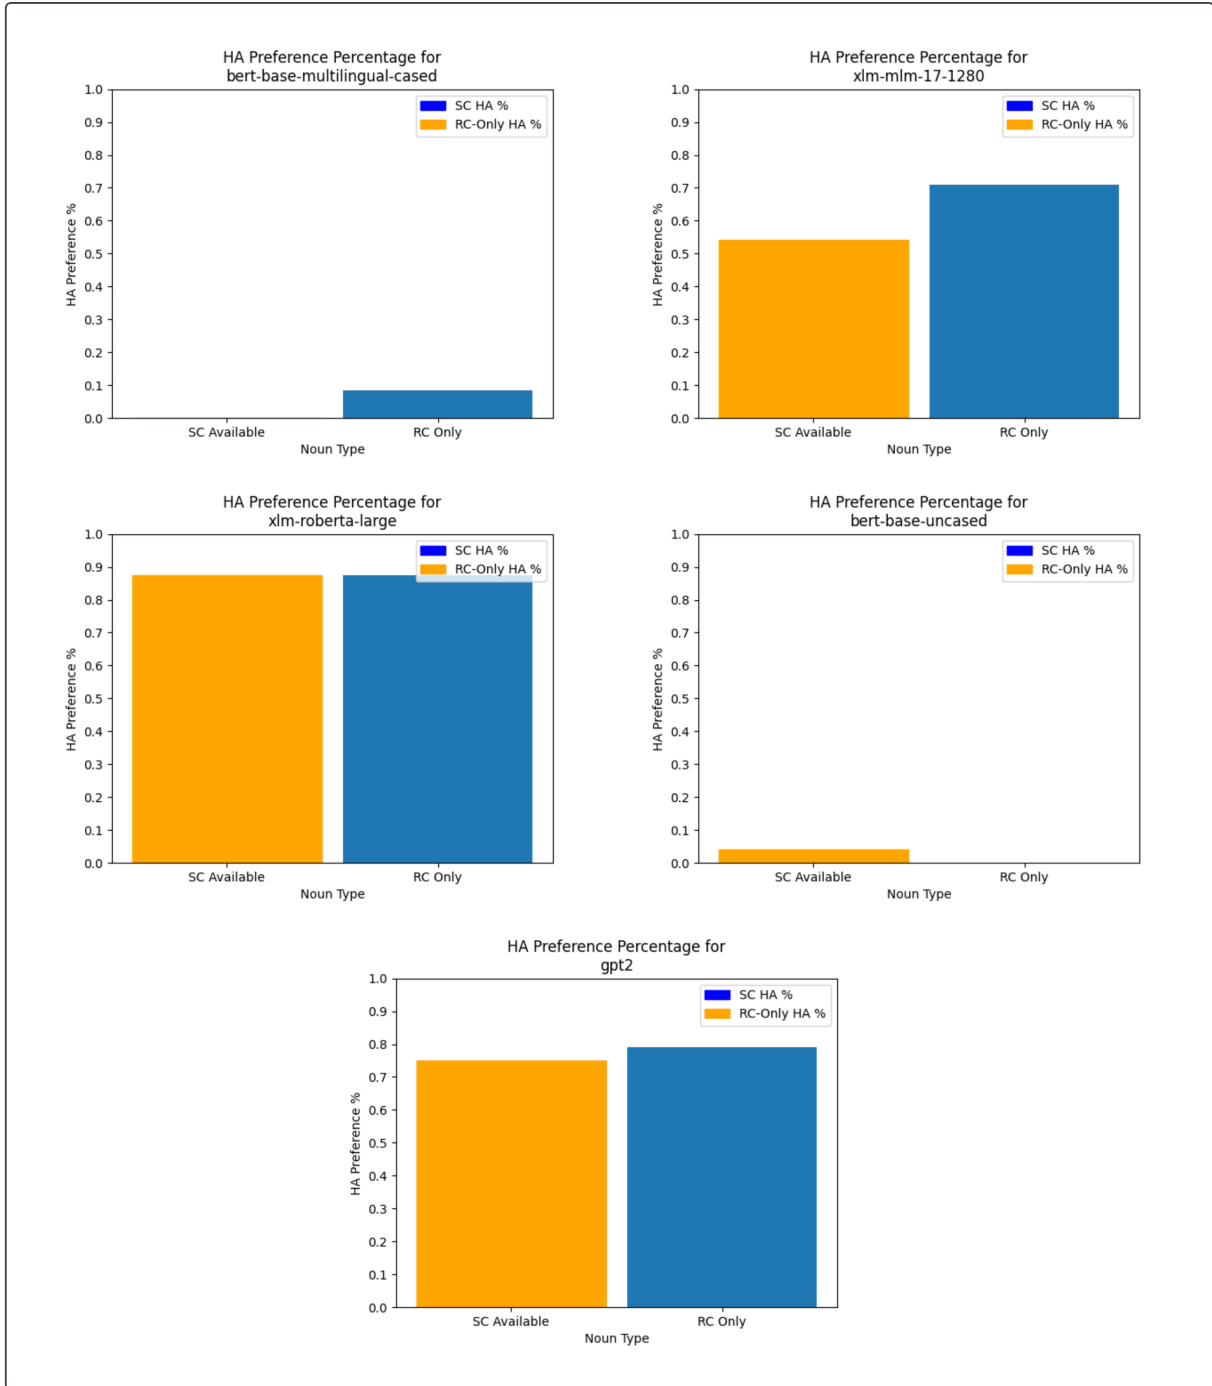 HA Preference Percentage for
bert-base-multilingual-cased
1.0
0.9
0.8
0.7
0.6
0.5
0.4
0.3
0.2
0.1
0.0
HA Preference %
SC HA %
RC-Only HA %
SC Available
RC Only
Noun Type
HA Preference Percentage for
xlm-mlm-17-1280
1.0
0.9
0.8
0.7
0.6
0.5
0.4
0.3
0.2
0.1
0.0
HA Preference %
SC HA %
RC-Only HA %
SC Available
RC Only
Noun Type
HA Preference Percentage for
xlm-roberta-large
1.0
0.9
0.8
0.7
0.6
0.5
0.4
0.3
0.2
0.1
0.0
HA Preference %
SC HA %
RC-Only HA %
SC Available
RC Only
Noun Type
HA Preference Percentage for
bert-base-uncased
1.0
0.9
0.8
0.7
0.6
0.5
0.4
0.3
0.2
0.1
0.0
HA Preference %
SC HA %
RC-Only HA %
SC Available
RC Only
Noun Type
HA Preference Percentage for
gpt2
1.0
0.9
0.8
0.7
0.6
0.5
0.4
0.3
0.2
0.1
0.0
HA Preference %
SC HA %
RC-Only HA %
SC Available
RC Only
Noun Type